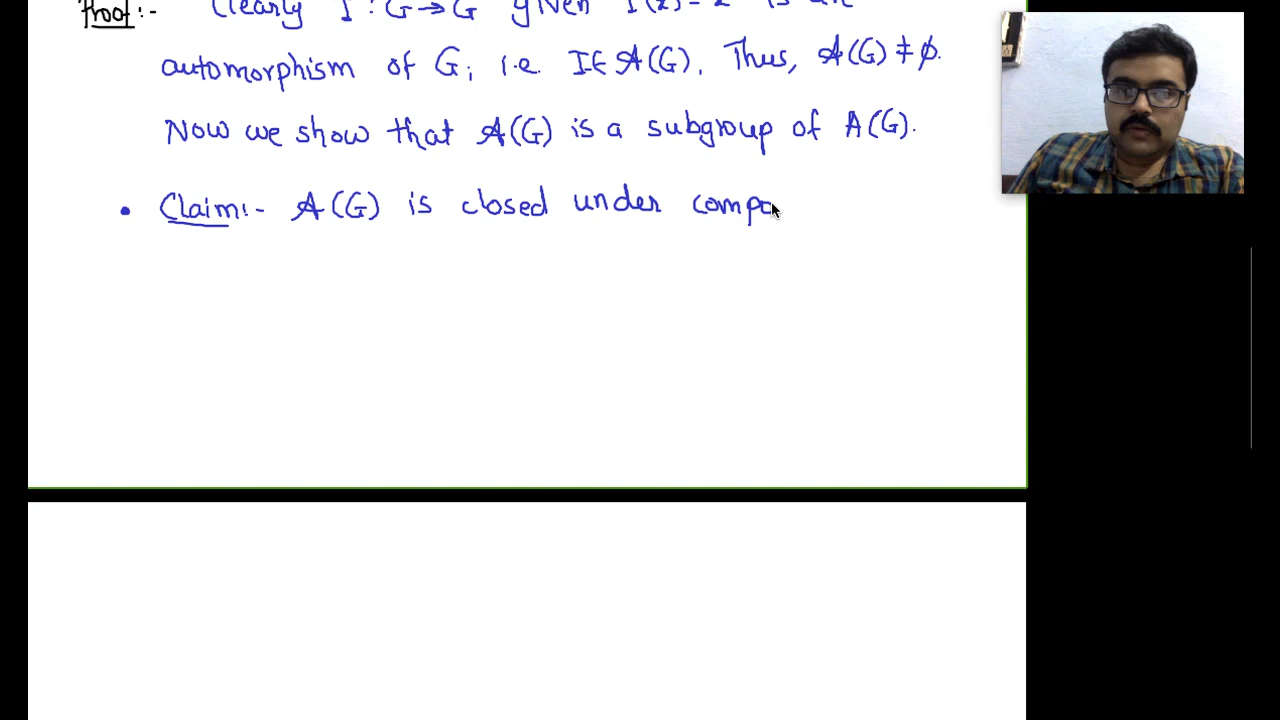 Proof:- Clearly I : G→G given I(x) = x is an
automorphism of G, i.e. I∈ 𝒜(G). Thus, 𝒜(G) ≠ φ.
Now we show that 𝒜(G) is a subgroup of A(G).
• Claim:- 𝒜(G) is closed under compo